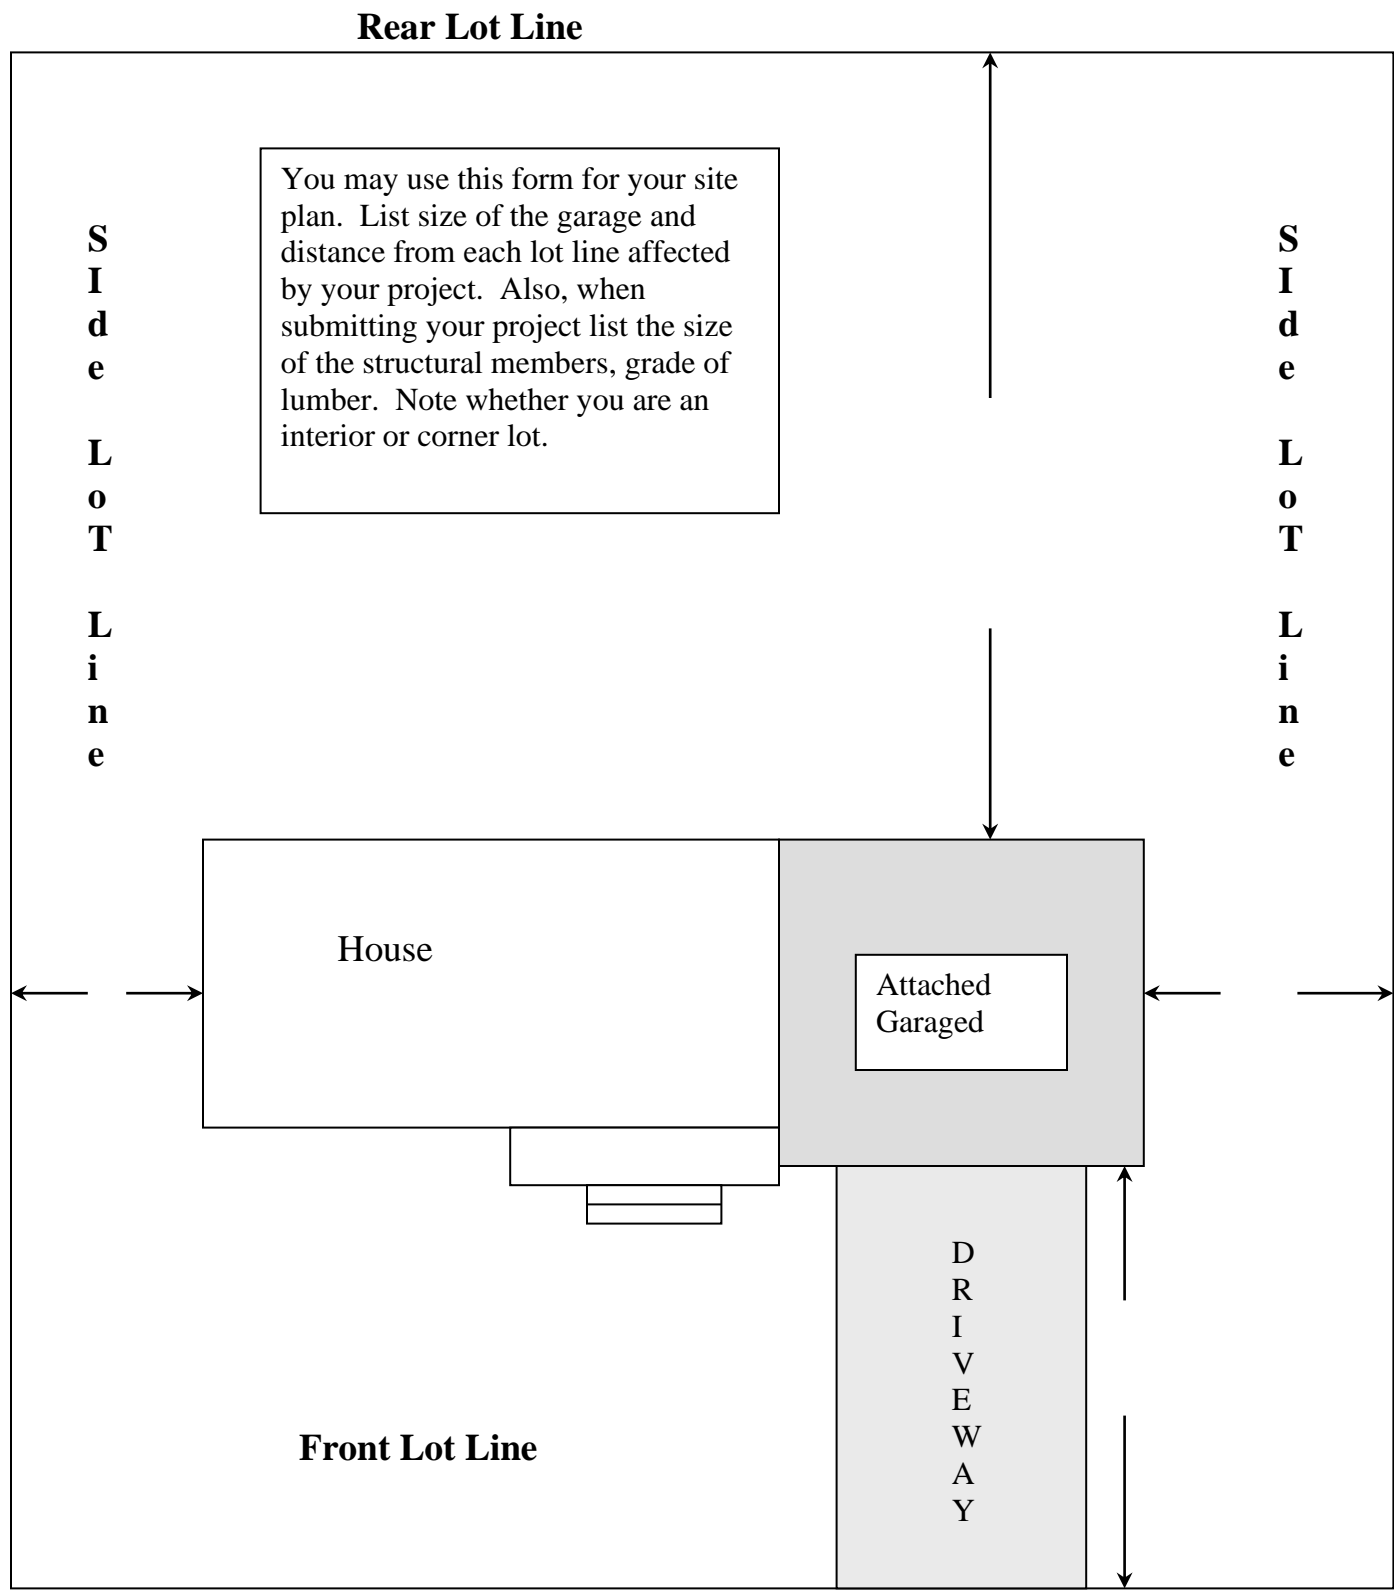 Rear Lot Line
You may use this form for your site
plan.  List size of the garage and
distance from each lot line affected
by your project.  Also, when
submitting your project list the size
of the structural members, grade of
lumber.  Note whether you are an
interior or corner lot.
S
I
d
e
L
o
T
L
i
n
e
S
I
d
e
L
o
T
L
i
n
e
House
Attached
Garaged
D
R
I
V
E
W
A
Y
Front Lot Line